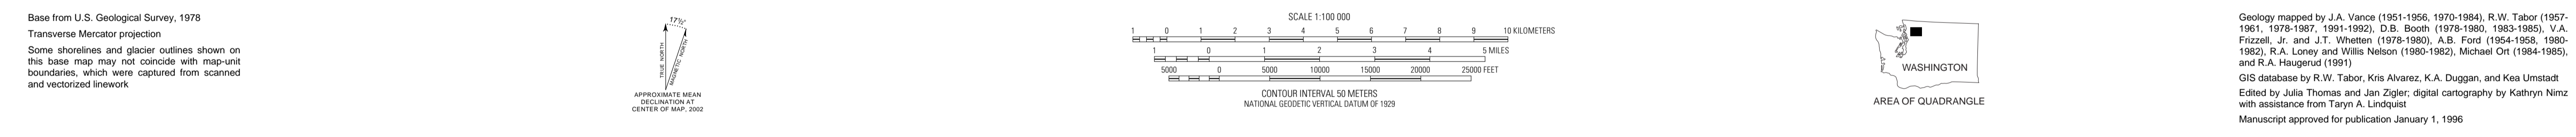 Base from U.S. Geological Survey, 1978
Transverse Mercator projection
Some shorelines and glacier outlines shown on
this base map may not coincide with map-unit
boundaries, which were captured from scanned
and vectorized linework
17½°
TRUE NORTH
MAGNETIC NORTH
APPROXIMATE MEAN
DECLINATION AT
CENTER OF MAP, 2002
SCALE 1:100 000
1 0 1 2 3 4 5 6 7 8 9 10 KILOMETERS
1 0 1 2 3 4 5 MILES
5000 0 5000 10000 15000 20000 25000 FEET
CONTOUR INTERVAL 50 METERS
NATIONAL GEODETIC VERTICAL DATUM OF 1929
WASHINGTON
AREA OF QUADRANGLE
Geology mapped by J.A. Vance (1951-1956, 1970-1984), R.W. Tabor (1957-
1961, 1978-1987, 1991-1992), D.B. Booth (1978-1980, 1983-1985), V.A.
Frizzell, Jr. and J.T. Whetten (1978-1980), A.B. Ford (1954-1958, 1980-
1982), R.A. Loney and Willis Nelson (1980-1982), Michael Ort (1984-1985),
and R.A. Haugerud (1991)
GIS database by R.W. Tabor, Kris Alvarez, K.A. Duggan, and Kea Umstadt
Edited by Julia Thomas and Jan Zigler; digital cartography by Kathryn Nimz
with assistance from Taryn A. Lindquist
Manuscript approved for publication January 1, 1996